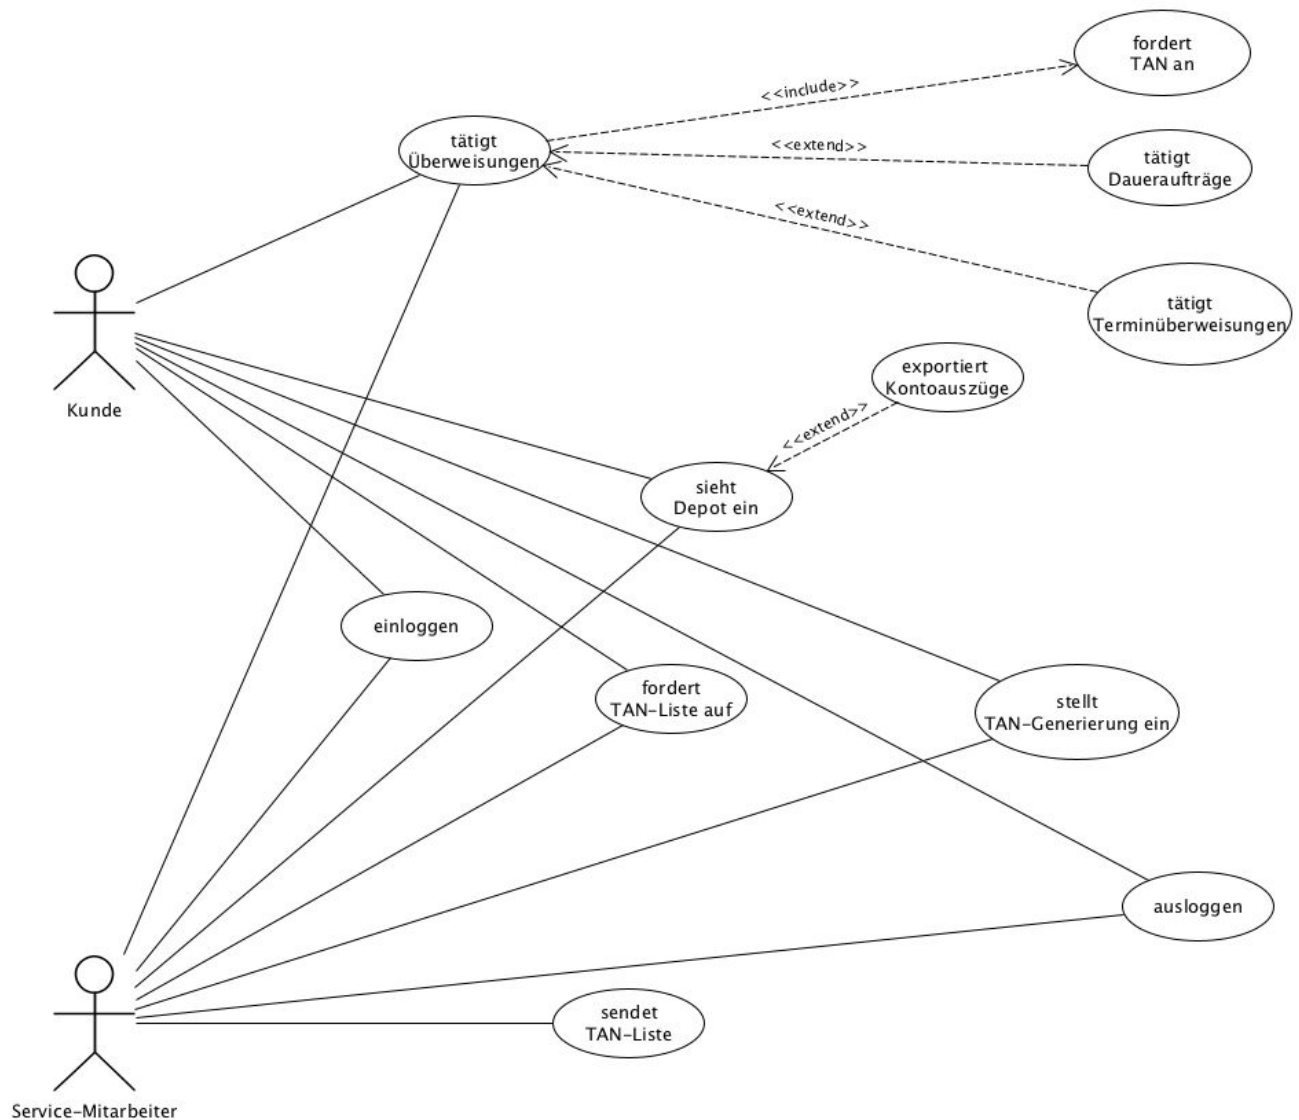 fordert
TAN an
<<include>>
tätigt
Überweisungen
<<extend>>
tätigt
Daueraufträge
<<extend>>
tätigt
Terminüberweisungen
Kunde
exportiert
Kontoauszüge
<<extend>>
sieht
Depot ein
einloggen
fordert
TAN-Liste auf
stellt
TAN-Generierung ein
ausloggen
sendet
TAN-Liste
Service-Mitarbeiter